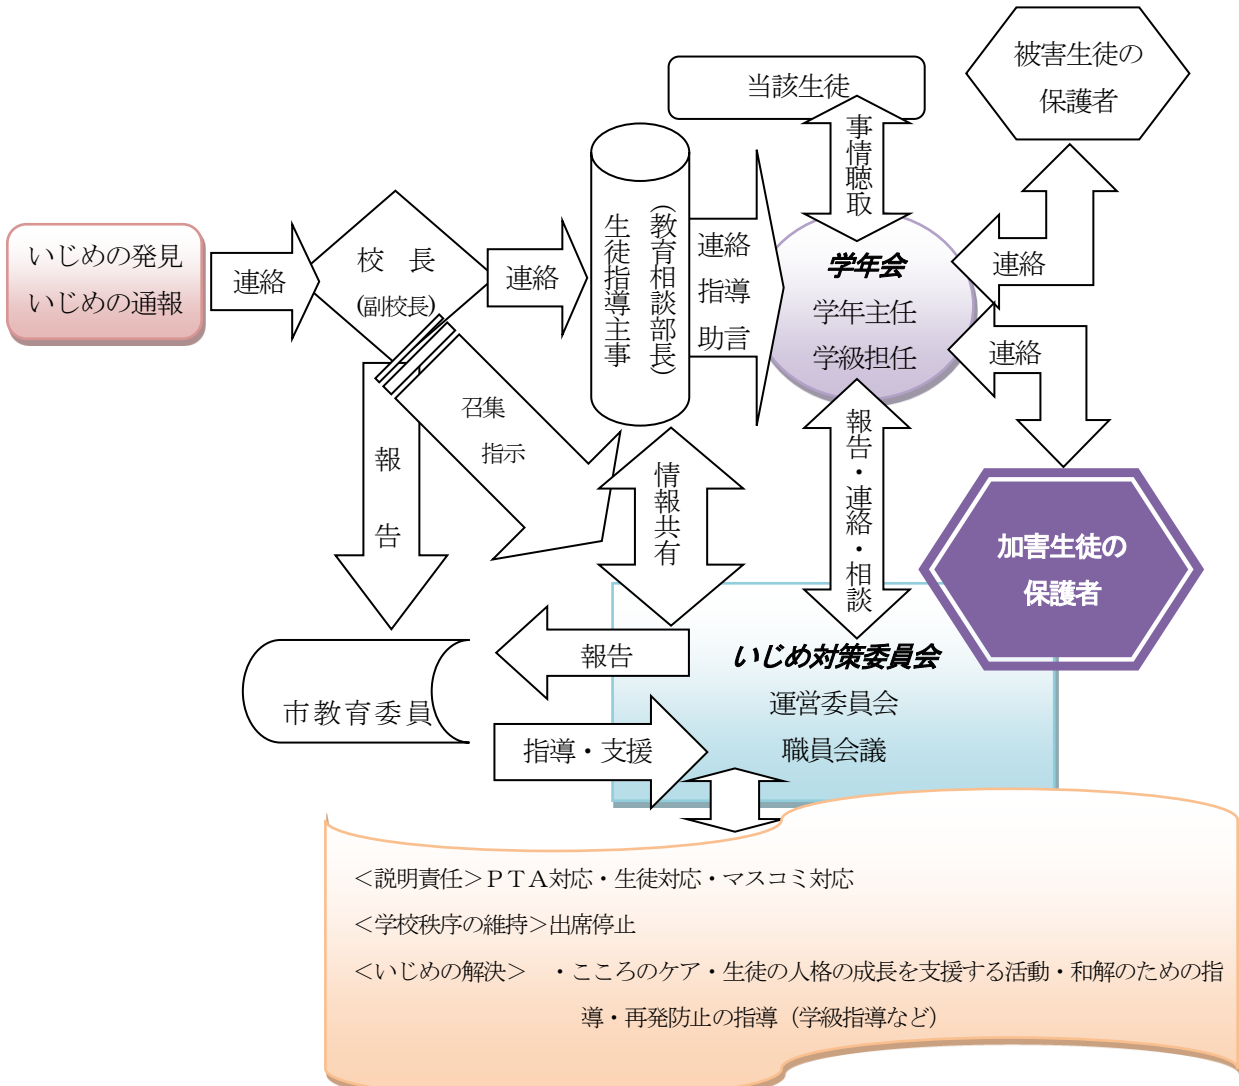 被害生徒の
保護者
当該生徒
事情聴取
いじめの発見
いじめの通報
連絡
校　長
(副校長)
連絡
生徒指導主事
(教育相談部長)
連絡
指導
助言
学年会
学年主任
学級担任
連絡
連絡
召集
指示
報告
情報共有
報告・連絡・相談
加害生徒の
保護者
報告
いじめ対策委員会
運営委員会
職員会議
市教育委員
指導・支援
＜説明責任＞ＰＴＡ対応・生徒対応・マスコミ対応
＜学校秩序の維持＞出席停止
＜いじめの解決＞　・こころのケア・生徒の人格の成長を支援する活動・和解のための指
導・再発防止の指導（学級指導など）